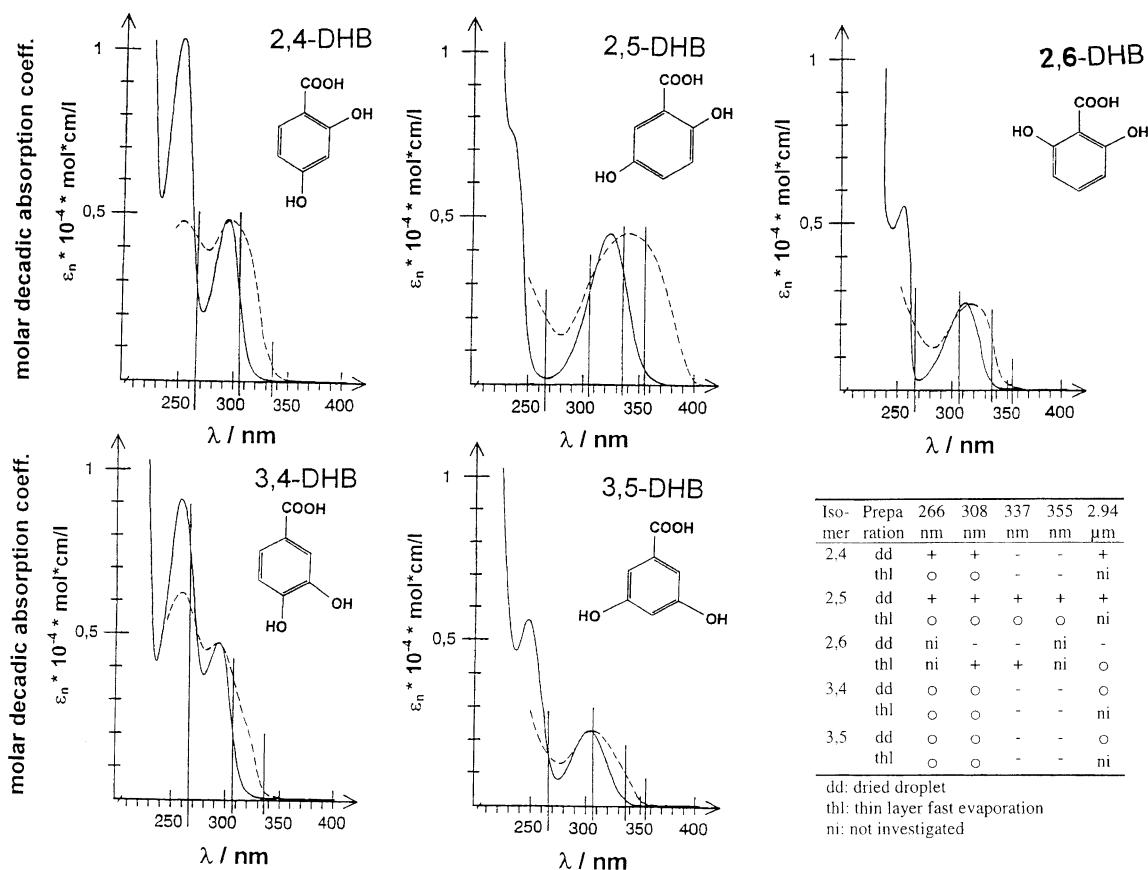 molar decadic absorption coeff.
εn * 10-4 * mol*cm/l
1
0,5
2,4-DHB
COOH
OH
HO
250 300 350 400
λ / nm
εn * 10-4 * mol*cm/l
1
0,5
2,5-DHB
COOH
OH
HO
250 300 350 400
λ / nm
εn * 10-4 * mol*cm/l
1
0,5
2,6-DHB
COOH
HO OH
250 300 350 400
λ / nm
molar decadic absorption coeff.
εn * 10-4 * mol*cm/l
1
0,5
3,4-DHB
COOH
OH
HO
250 300 350 400
λ / nm
εn * 10-4 * mol*cm/l
1
0,5
3,5-DHB
COOH
HO OH
250 300 350 400
λ / nm
Iso- Prepa 266 308 337 355 2.94
mer ration nm nm nm nm µm
2,4 dd + + - - +
thl ○ ○ - - ni
2,5 dd + + + + +
thl ○ ○ ○ ○ ni
2,6 dd ni - - ni -
thl ni + + ni ○
3,4 dd ○ ○ - - ○
thl ○ ○ - - ni
3,5 dd ○ ○ - - ○
thl ○ ○ - - ni
dd: dried droplet
thl: thin layer fast evaporation
ni: not investigated